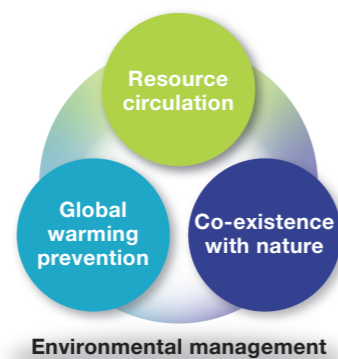 Resource
circulation
Global
warming
prevention
Co-existence
with nature
Environmental management